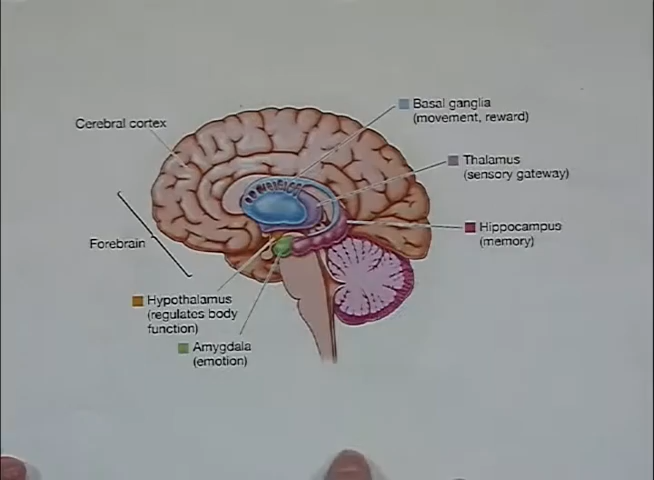 Cerebral cortex
Basal ganglia
(movement, reward)
Thalamus
(sensory gateway)
Hippocampus
(memory)
Forebrain
Hypothalamus
(regulates body
function)
Amygdala
(emotion)